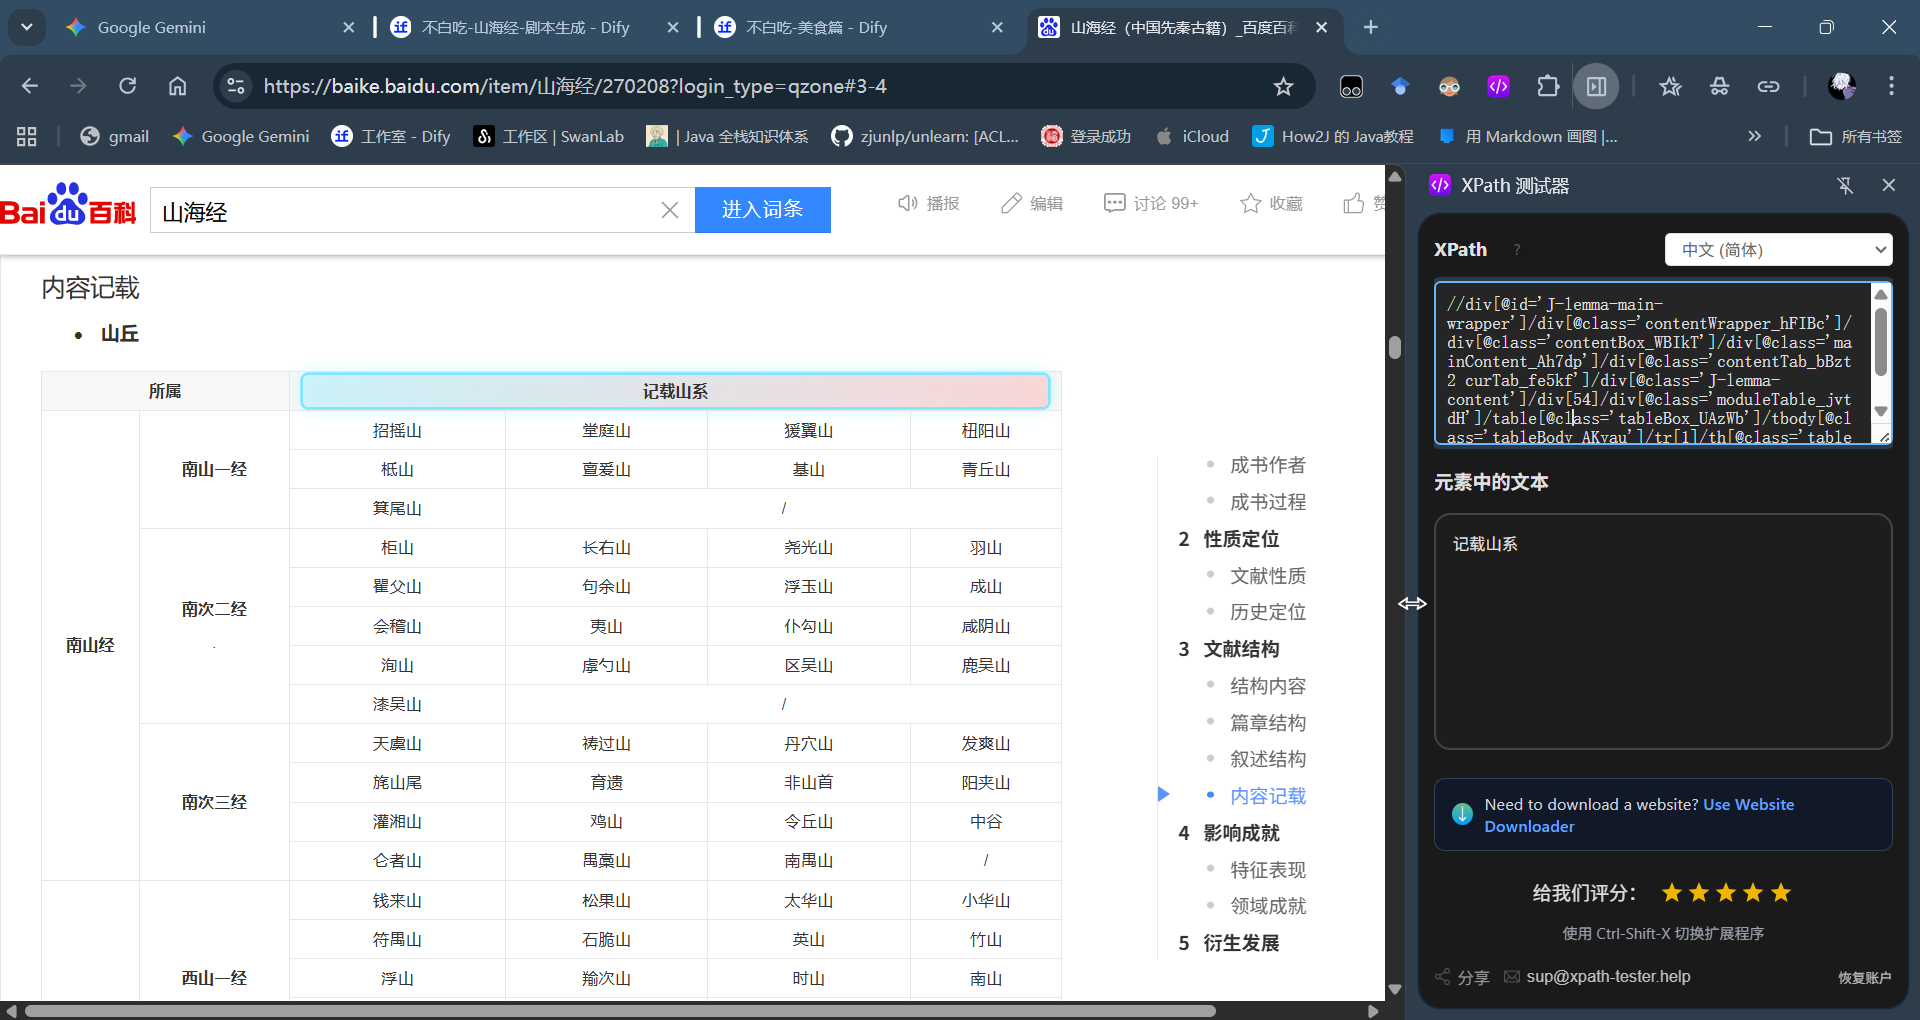 Google Gemini
不白吃-山海经-剧本生成 - Dify
不白吃-美食篇 - Dify
山海经（中国先秦古籍）_百度百科
https://baike.baidu.com/item/山海经/270208?login_type=qzone#3-4
gmail
Google Gemini
工作室 - Dify
工作区 | SwanLab
| Java 全栈知识体系
zjunlp/unlearn: [ACL...
登录成功
iCloud
How2J 的 Java教程
用 Markdown 画图 |...
所有书签
Bai du 百科
山海经
进入词条
播报
编辑
讨论 99+
收藏
赞
内容记载
• 山丘
所属 记载山系
南山经
南山一经
招摇山 堂庭山 猨翼山 杻阳山
柢山 亶爰山 基山 青丘山
箕尾山 /
南次二经
.
柜山 长右山 尧光山 羽山
瞿父山 句余山 浮玉山 成山
会稽山 夷山 仆勾山 咸阴山
洵山 虖勺山 区吴山 鹿吴山
漆吴山 /
南次三经
天虞山 祷过山 丹穴山 发爽山
旄山尾 育遗 非山首 阳夹山
灌湘山 鸡山 令丘山 中谷
仑者山 禺稾山 南禺山 /
西山一经
钱来山 松果山 太华山 小华山
符禺山 石脆山 英山 竹山
浮山 羭次山 时山 南山
成书作者
成书过程
2 性质定位
文献性质
历史定位
3 文献结构
结构内容
篇章结构
叙述结构
内容记载
4 影响成就
特征表现
领域成就
5 衍生发展
XPath 测试器
XPath ?
中文 (简体)
//div[@id='J-lemma-main-
wrapper']/div[@class='contentWrapper_hFIBc']/
div[@class='contentBox_WBIkT']/div[@class='ma
inContent_Ah7dp']/div[@class='contentTab_bBzt
2 curTab_fe5kf']/div[@class='J-lemma-
content']/div[54]/div[@class='moduleTable_jvt
dH']/table[@class='tableBox_UAzWb']/tbody[@cl
ass='tableBody_AKyau']/tr[1]/th[@class='table
元素中的文本
记载山系
Need to download a website? Use Website
Downloader
给我们评分：
使用 Ctrl-Shift-X 切换扩展程序
分享
sup@xpath-tester.help
恢复账户